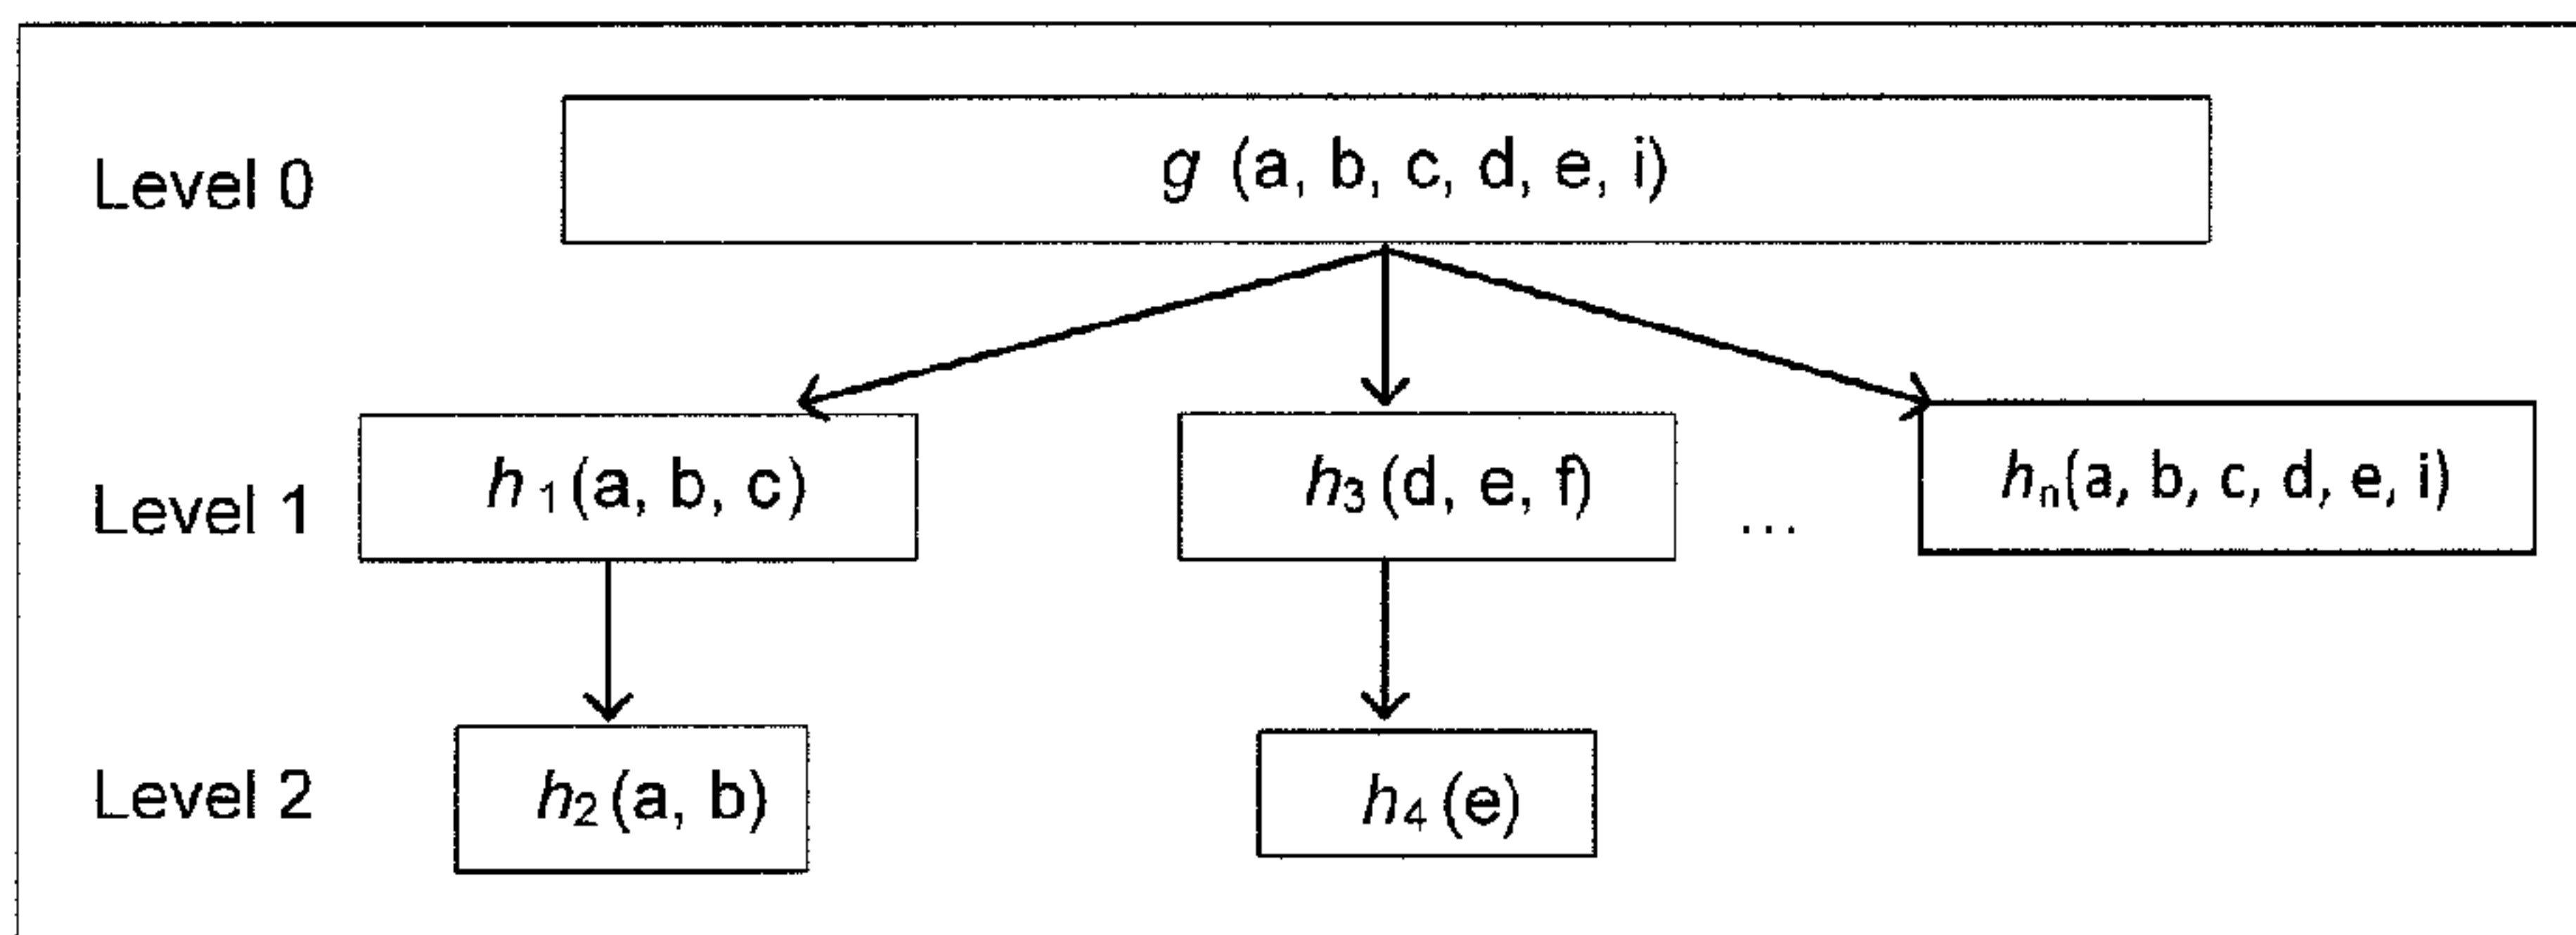 Level 0 g (a, b, c, d, e, i)
Level 1 h1(a, b, c) h3(d, e, f) ... hn(a, b, c, d, e, i)
Level 2 h2(a, b) h4(e)